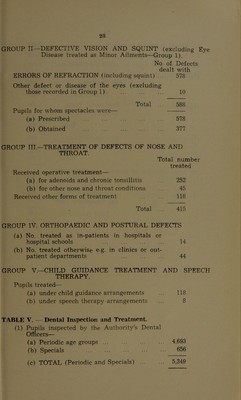 28
GROUP II.—DEFECTIVE VISION AND SQUINT (excluding Eye
Disease treated as Minor Ailments—Group 1).
No of Defects
dealt with
ERRORS OF REFRACTION (including squint) 578
Other defect or disease of the eyes (excluding
those recorded in Group 1) 10
Total 588
Pupils for whom spectacles were—
(a) Prescribed 578
(b) Obtained 377
GROUP III.—TREATMENT OF DEFECTS OF NOSE AND
THROAT.
Total number
treated
Received operative treatment—
(a) for adenoids and chronic tonsillitis 252
(b) for other nose and throat conditions 45
Received other forms of treatment 118
Total 415
GROUP IV. ORTHOPAEDIC AND POSTURAL DEFECTS
(a) No. treated as in-patients in hospitals or
hospital schools 14
(b) No. treated otherwise e.g. in clinics or out-
patient departments 44
GROUP V.—CHILD GUIDANCE TREATMENT AND SPEECH
THERAPY
Pupils treated—
(a) under child guidance arrangements 118
(b) under speech therapy arrangements 8
TABLE V. — Dental Inspection and Treatment.
(1) Pupils inspected by the Authority's Dental
Officers—
(a) Periodic age groups 4,693
(b) Specials 656
(c) TOTAL (Periodic and Specials) 5,349